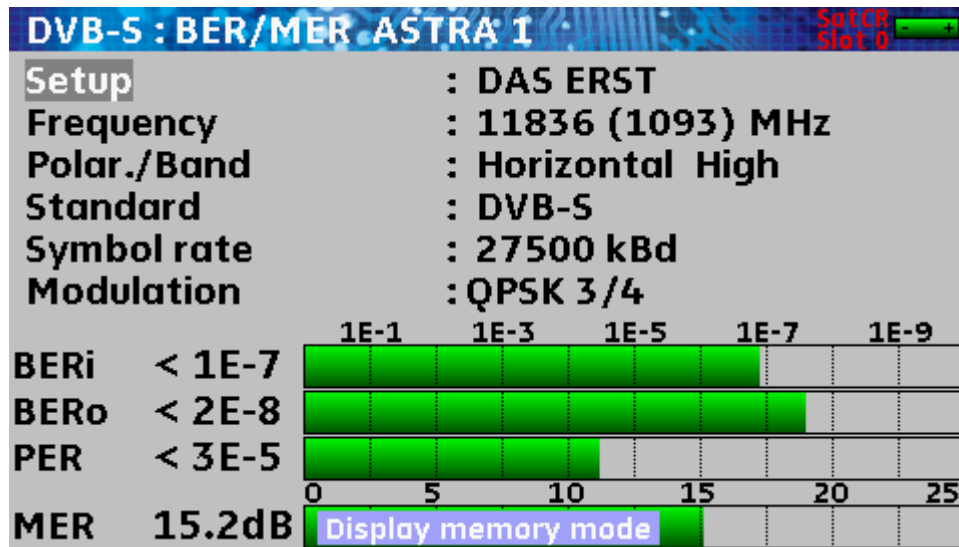 DVB-S : BER/MER ASTRA 1 SatCR - +
Slot 0
Setup : DAS ERST
Frequency : 11836 (1093) MHz
Polar./Band : Horizontal High
Standard : DVB-S
Symbol rate : 27500 kBd
Modulation : QPSK 3/4
1E-1 1E-3 1E-5 1E-7 1E-9
BERi < 1E-7
BERo < 2E-8
PER < 3E-5
0 5 10 15 20 25
MER 15.2dB Display memory mode